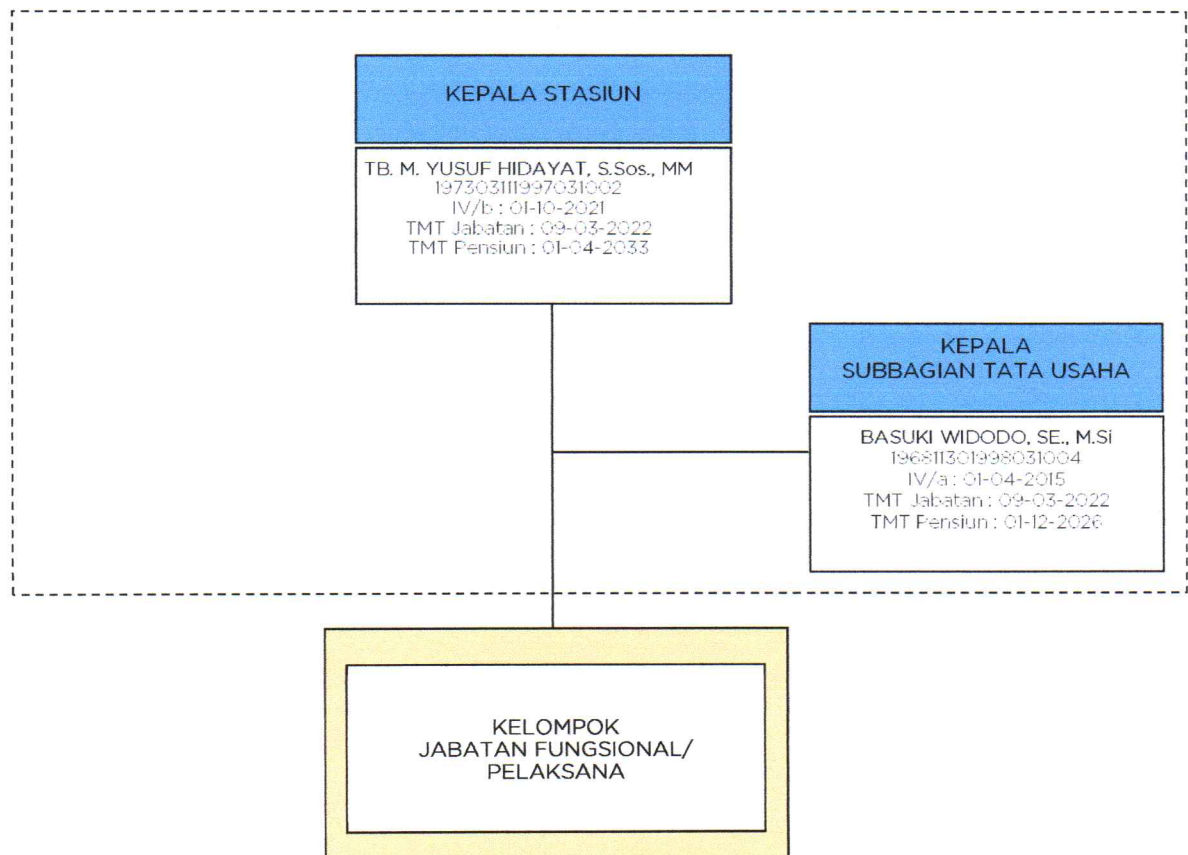 KEPALA STASIUN
TB. M. YUSUF HIDAYAT, S.Sos., MM
197303111997031002
IV/b : 01-10-2021
TMT Jabatan : 09-03-2022
TMT Pensiun : 01-04-2033
KEPALA
SUBBAGIAN TATA USAHA
BASUKI WIDODO, SE., M.Si
196811301998031004
IV/a : 01-04-2015
TMT Jabatan : 09-03-2022
TMT Pensiun : 01-12-2026
KELOMPOK
JABATAN FUNGSIONAL/
PELAKSANA